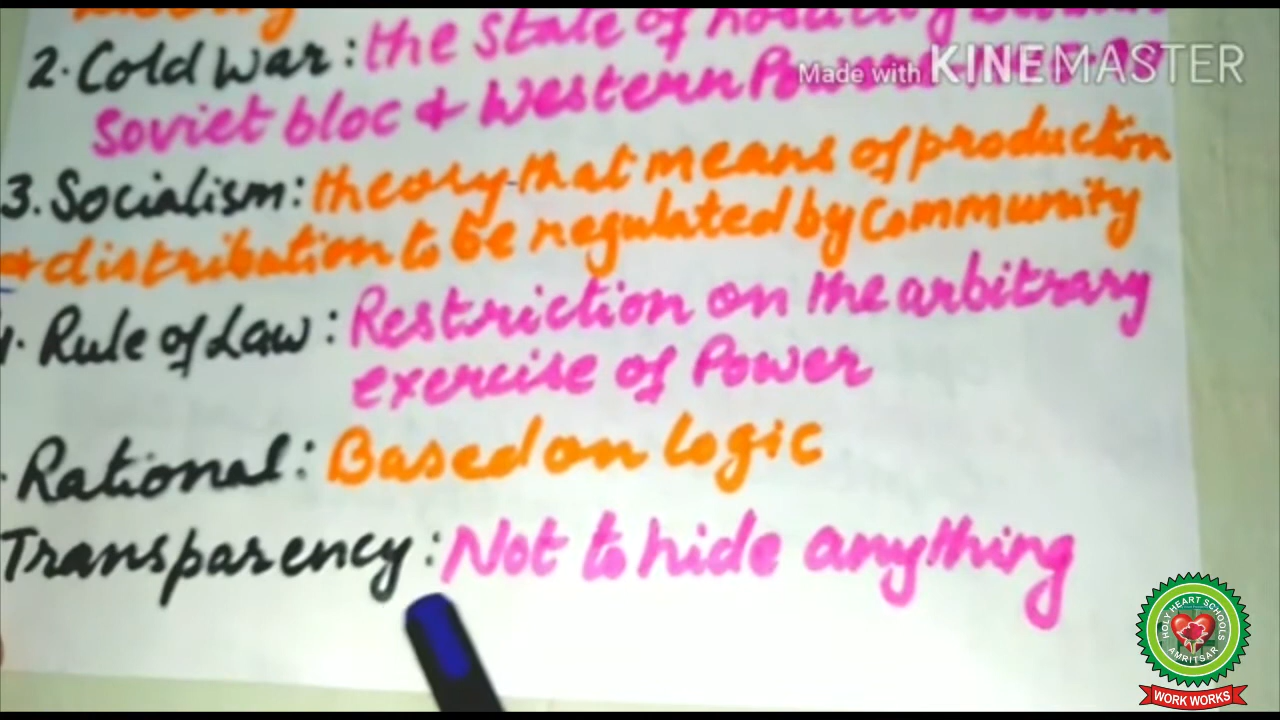 2. Cold War: the State of
Made with KINEMASTER
Soviet bloc & Western
3. Socialism: theory that means of production
& distribution to be regulated by Community
4. Rule of Law: Restriction on the arbitrary
exercise of Power
Rational: Based on logic
Transparency: Not to hide anything
HOLY HEART SCHOOLS
AMRITSAR
WORK WORKS